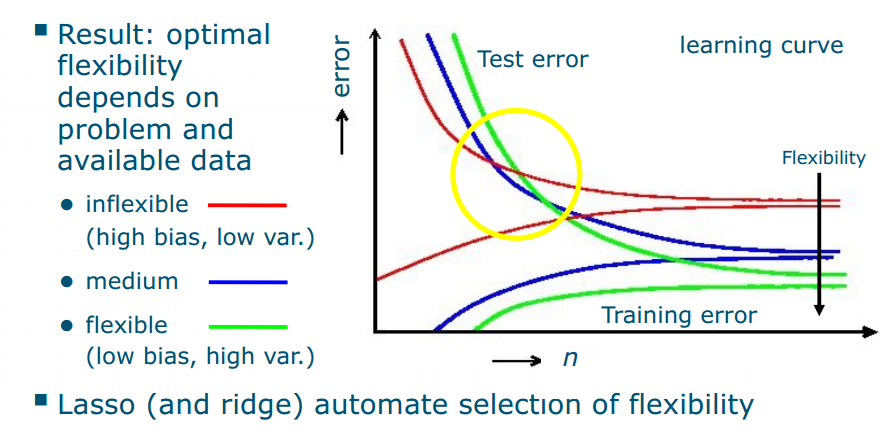 Result: optimal
flexibility
depends on
problem and
available data
inflexible
(high bias, low var.)
medium
flexible
(low bias, high var.)
error
Test error
learning curve
Flexibility
Training error
n
Lasso (and ridge) automate selection of flexibility